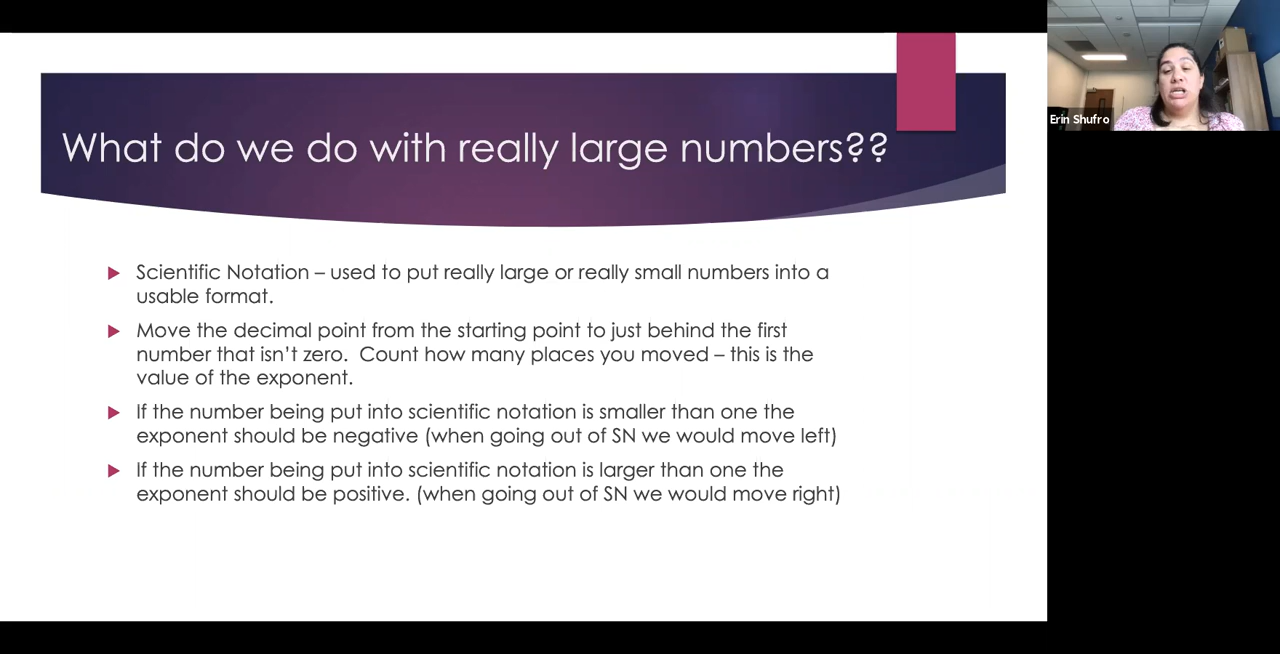 What do we do with really large numbers??
Erin Shufro
Scientific Notation – used to put really large or really small numbers into a
usable format.
Move the decimal point from the starting point to just behind the first
number that isn't zero.  Count how many places you moved – this is the
value of the exponent.
If the number being put into scientific notation is smaller than one the
exponent should be negative (when going out of SN we would move left)
If the number being put into scientific notation is larger than one the
exponent should be positive. (when going out of SN we would move right)